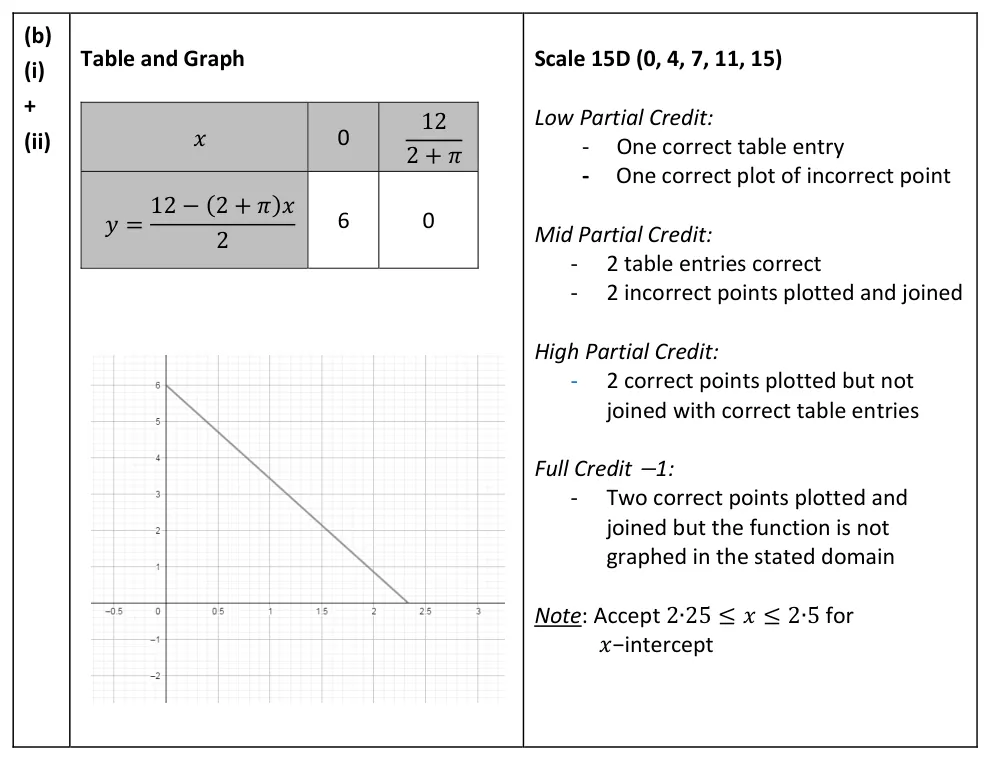 (b)
(i)
+
(ii)
Table and Graph
x 0 12/(2 + π)
y = (12 − (2 + π)x)/2 6 0
6
5
4
3
2
1
−0.5 0 0.5 1 1.5 2 2.5 3
−1
−2
Scale 15D (0, 4, 7, 11, 15)
Low Partial Credit:
- One correct table entry
- One correct plot of incorrect point
Mid Partial Credit:
- 2 table entries correct
- 2 incorrect points plotted and joined
High Partial Credit:
- 2 correct points plotted but not
joined with correct table entries
Full Credit −1:
- Two correct points plotted and
joined but the function is not
graphed in the stated domain
Note: Accept 2·25 ≤ x ≤ 2·5 for
x−intercept